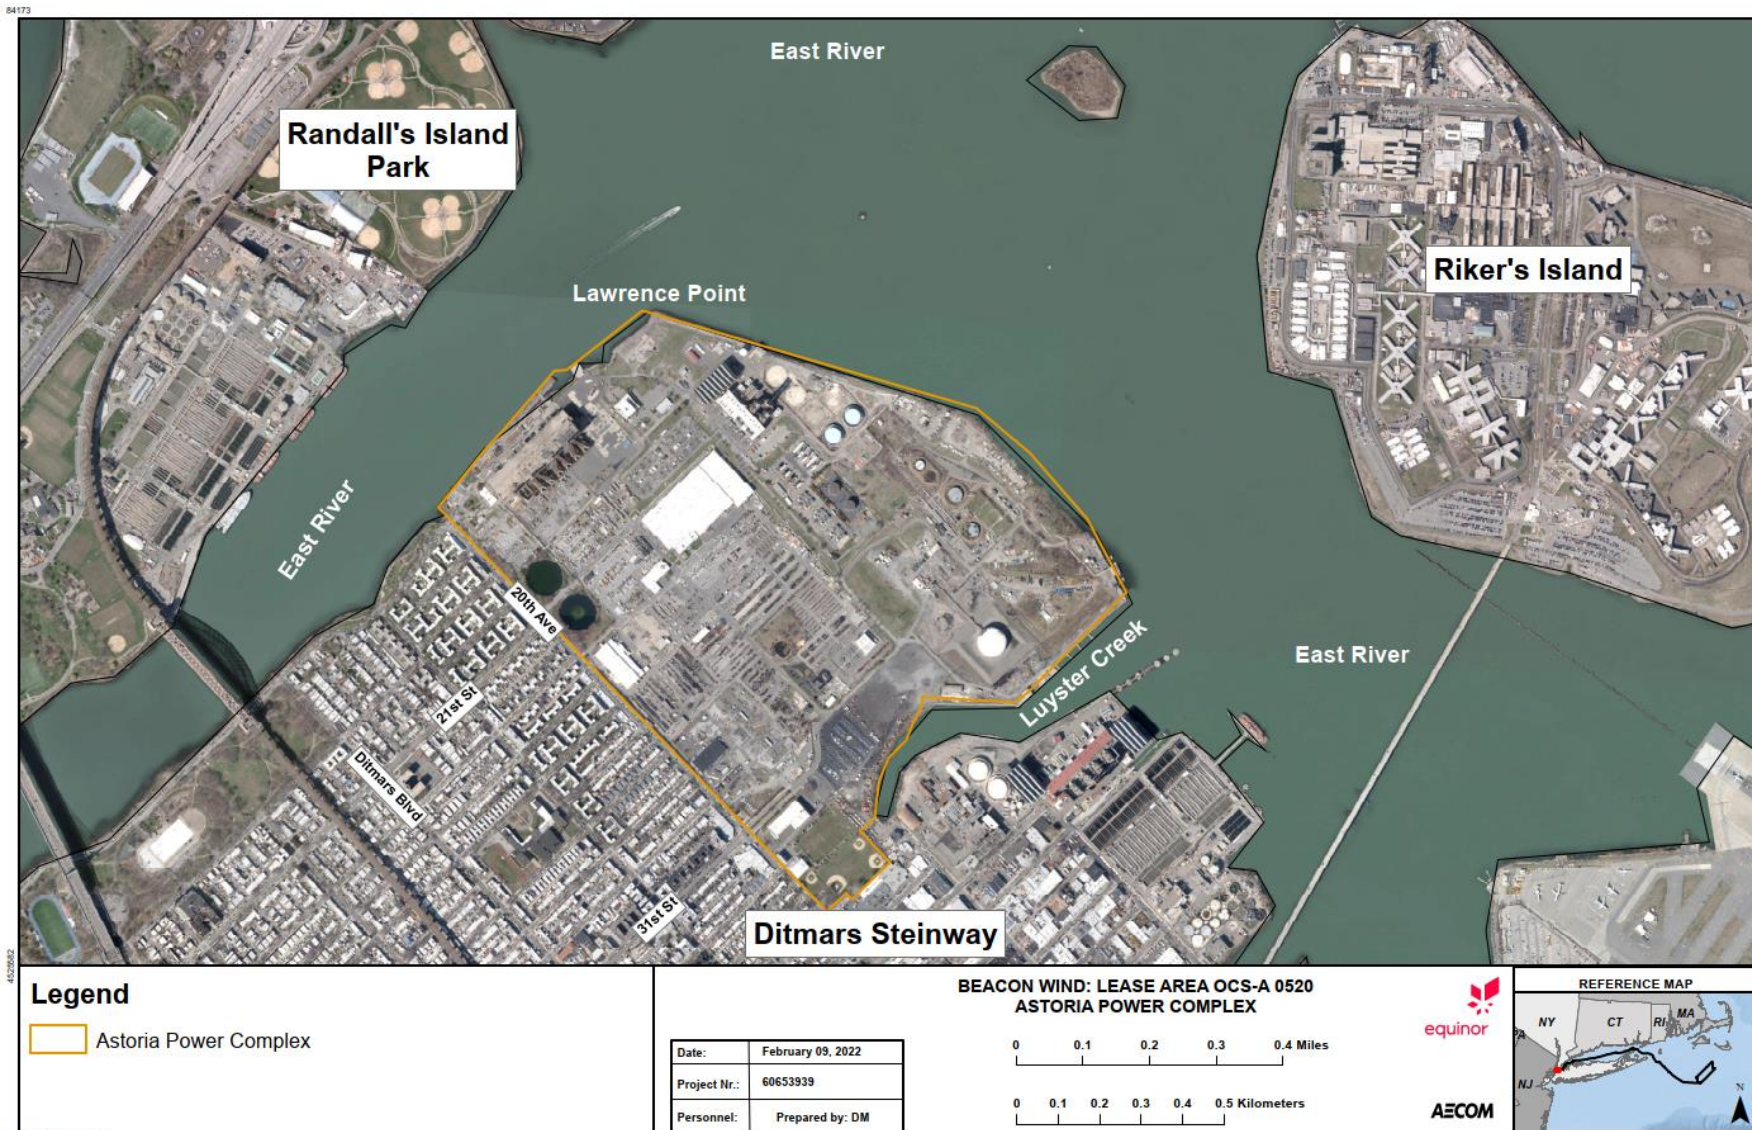 84173
East River
Randall's Island
Park
Riker's Island
Lawrence Point
East River
20th Ave
21st St
Ditmars Blvd
31st St
Luyster Creek
East River
Ditmars Steinway
4525582
Legend
Astoria Power Complex
Date: February 09, 2022
Project Nr.: 60653939
Personnel: Prepared by: DM
BEACON WIND: LEASE AREA OCS-A 0520
ASTORIA POWER COMPLEX
0 0.1 0.2 0.3 0.4 Miles
0 0.1 0.2 0.3 0.4 0.5 Kilometers
equinor
AECOM
REFERENCE MAP
NY CT RI MA
PA
NJ
N